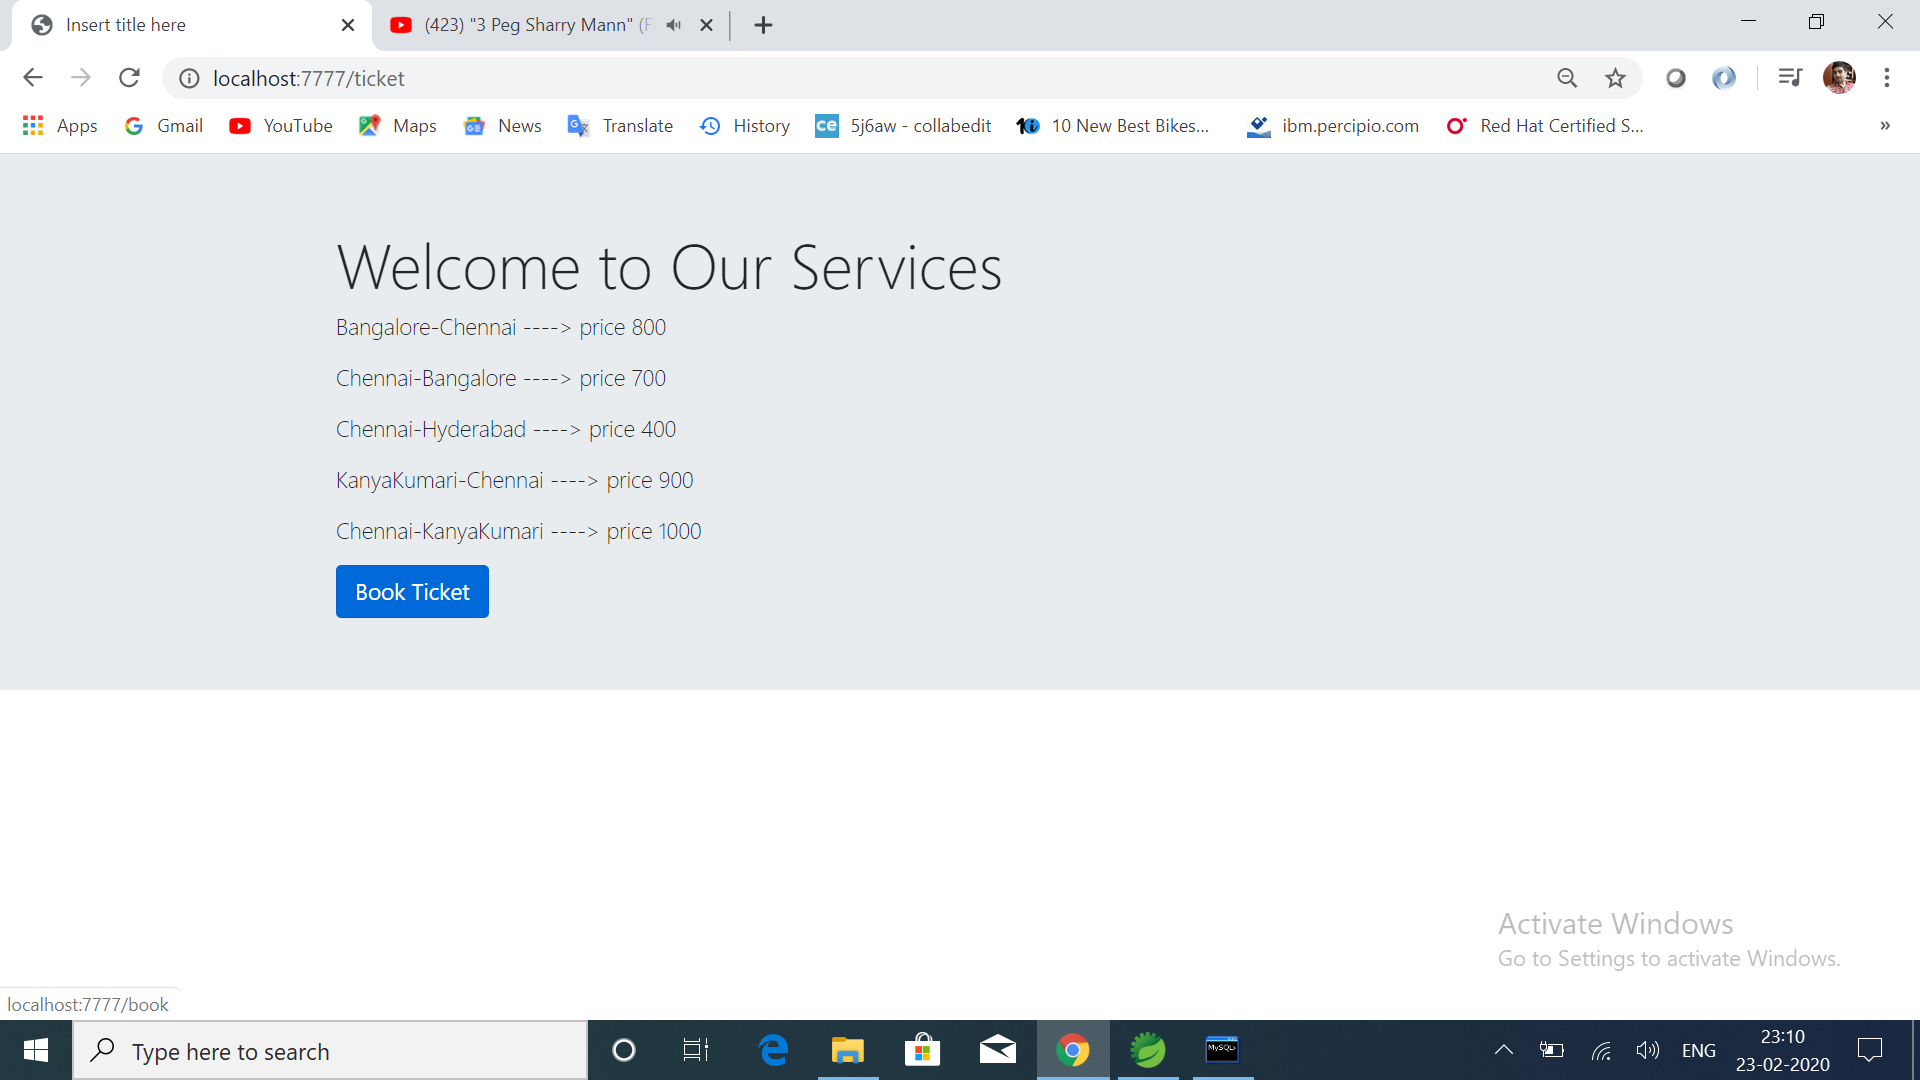 Insert title here
(423) "3 Peg Sharry Mann" (F
localhost:7777/ticket
Apps
Gmail
YouTube
Maps
News
Translate
History
ce
5j6aw - collabedit
10 New Best Bikes...
ibm.percipio.com
Red Hat Certified S...
»
Welcome to Our Services
Bangalore-Chennai ----> price 800
Chennai-Bangalore ----> price 700
Chennai-Hyderabad ----> price 400
KanyaKumari-Chennai ----> price 900
Chennai-KanyaKumari ----> price 1000
Book Ticket
Activate Windows
Go to Settings to activate Windows.
localhost:7777/book
Type here to search
MySQL>
ENG
23:10
23-02-2020